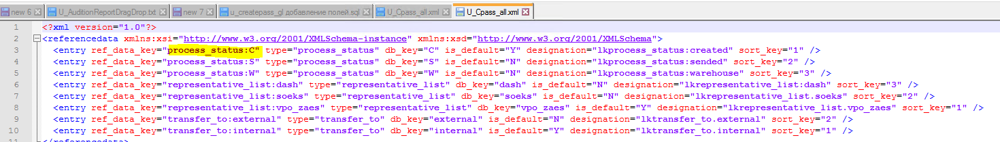 new 6 U_AuditionReportDragDrop.txt new 7 u_createpass_gl добавление полей.sql U_Cpass_all.xml U_Cpass_all.xml
1 <?xml version="1.0"?>
2 <referencedata xmlns:xsi="http://www.w3.org/2001/XMLSchema-instance" xmlns:xsd="http://www.w3.org/2001/XMLSchema">
3 <entry ref_data_key="process_status:C" type="process_status" db_key="C" is_default="Y" designation="lkprocess_status:created" sort_key="1" />
4 <entry ref_data_key="process_status:S" type="process_status" db_key="S" is_default="N" designation="lkprocess_status:sended" sort_key="2" />
5 <entry ref_data_key="process_status:W" type="process_status" db_key="W" is_default="N" designation="lkprocess_status:warehouse" sort_key="3" />
6 <entry ref_data_key="representative_list:dash" type="representative_list" db_key="dash" is_default="N" designation="lkrepresentative_list:dash" sort_key="3" />
7 <entry ref_data_key="representative_list:soeks" type="representative_list" db_key="soeks" is_default="N" designation="lkrepresentative_list.soeks" sort_key="2" />
8 <entry ref_data_key="representative_list:vpo_zaes" type="representative_list" db_key="vpo_zaes" is_default="Y" designation="lkrepresentative_list.vpo_zaes" sort_key="1" />
9 <entry ref_data_key="transfer_to:external" type="transfer_to" db_key="external" is_default="N" designation="lktransfer_to.external" sort_key="2" />
10 <entry ref_data_key="transfer_to:internal" type="transfer_to" db_key="internal" is_default="Y" designation="lktransfer_to.internal" sort_key="1" />
11 </referencedata>